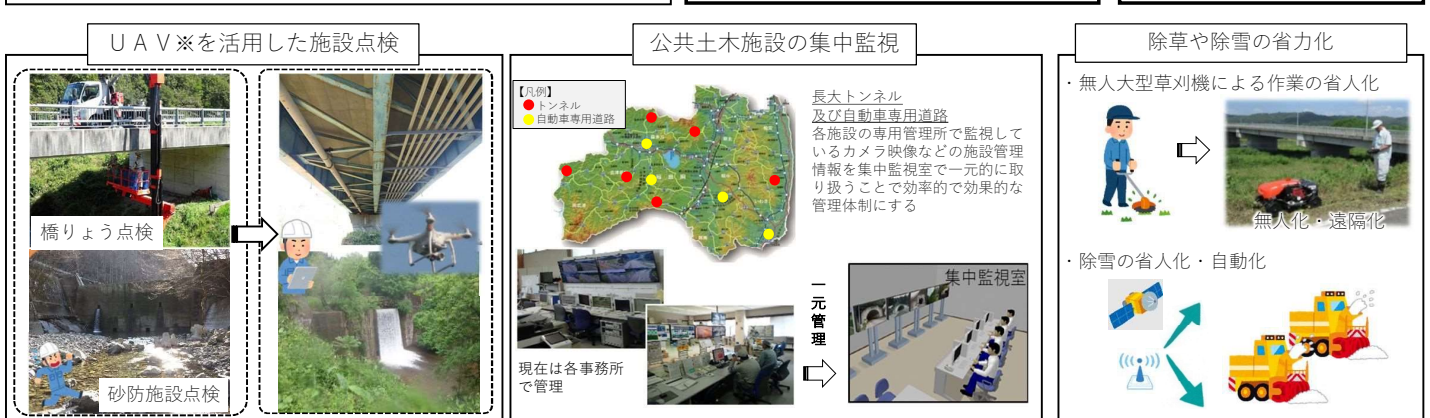 ＵＡＶ※を活用した施設点検
橋りょう点検
砂防施設点検
公共土木施設の集中監視
【凡例】
トンネル
自動車専用道路
長大トンネル
及び自動車専用道路
各施設の専用管理所で監視して
いるカメラ映像などの施設管理
情報を集中監視室で一元的に取
り扱うことで効率的で効果的な
管理体制にする
現在は各事務所
で管理
一元管理
集中監視室
除草や除雪の省力化
・無人大型草刈機による作業の省人化
無人化・遠隔化
・除雪の省人化・自動化